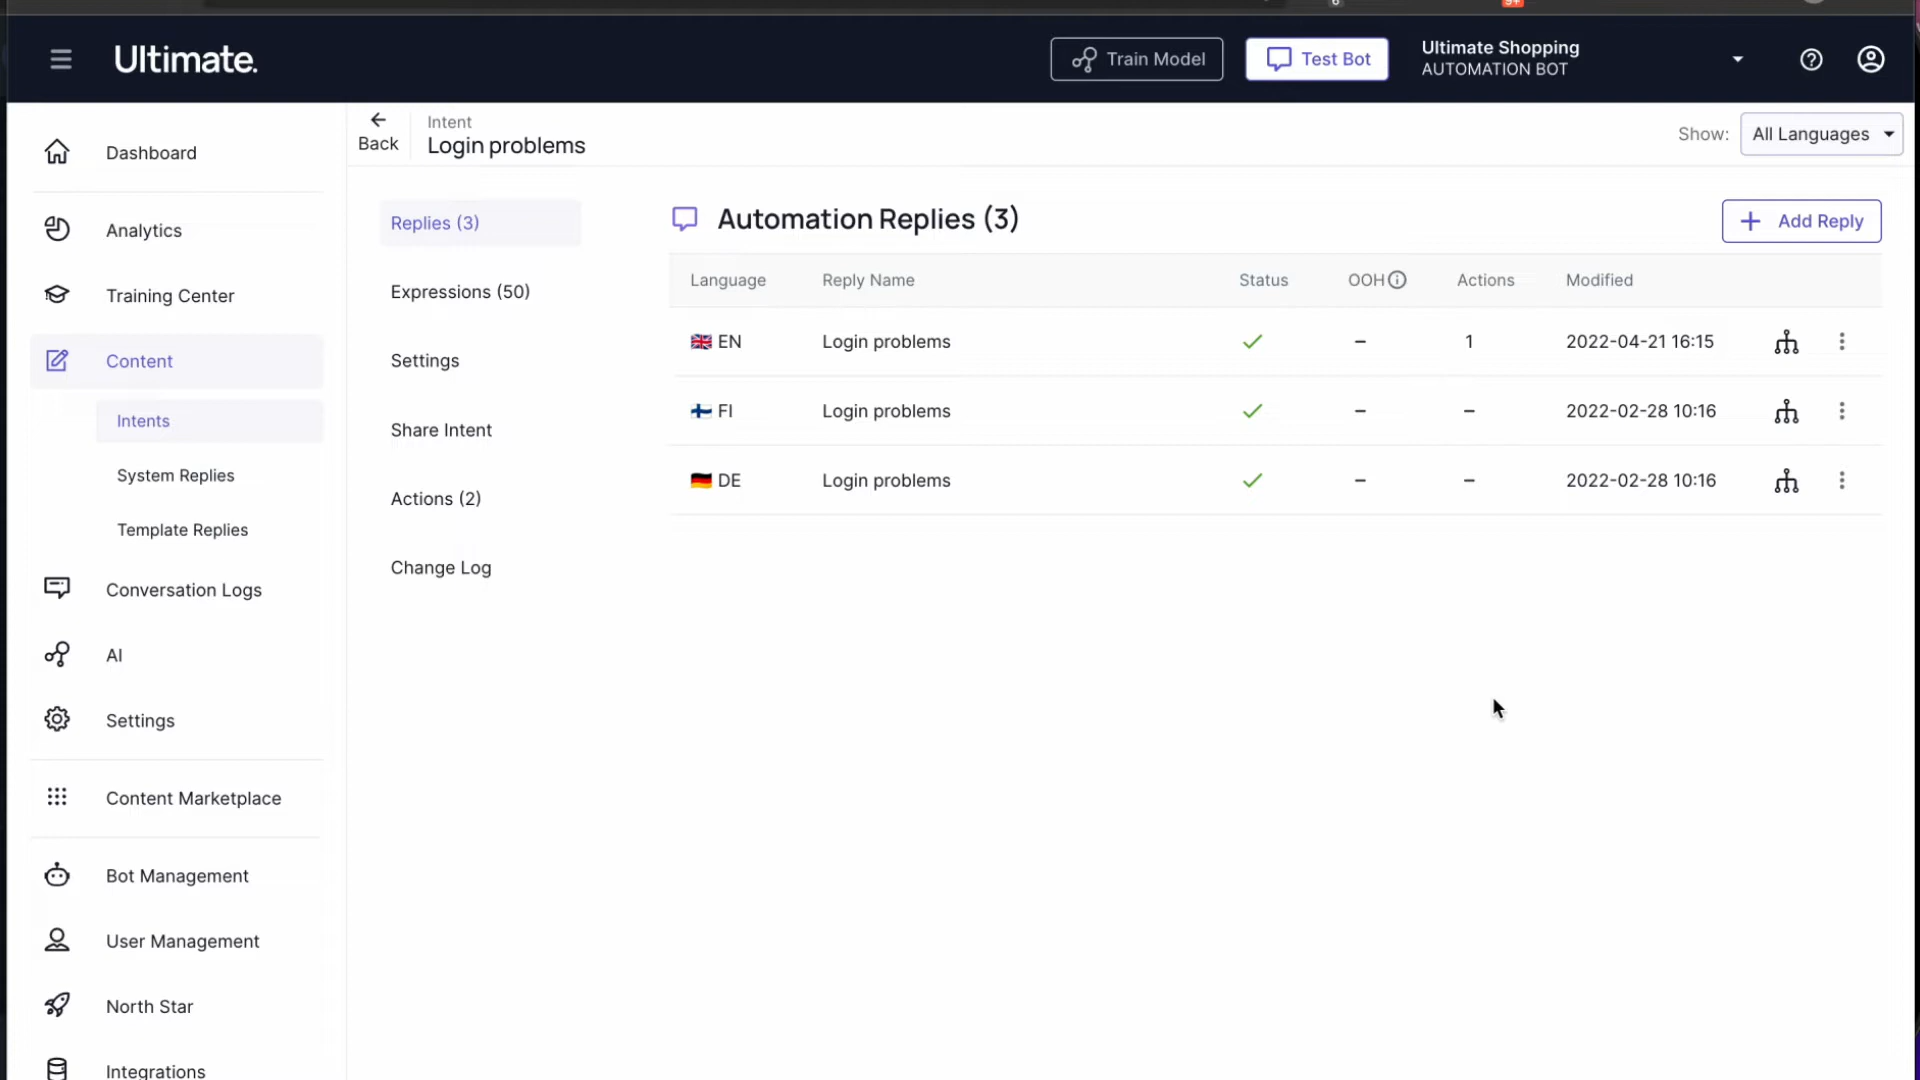 6
9+
Ultimate.
Train Model
Test Bot
Ultimate Shopping
AUTOMATION BOT
Dashboard
Analytics
Training Center
Content
Intents
System Replies
Template Replies
Conversation Logs
AI
Settings
Content Marketplace
Bot Management
User Management
North Star
Integrations
Back
Intent
Login problems
Show: All Languages
Replies (3)
Expressions (50)
Settings
Share Intent
Actions (2)
Change Log
Automation Replies (3)
Add Reply
Language Reply Name Status OOH Actions Modified
EN Login problems – 1 2022-04-21 16:15
FI Login problems – – 2022-02-28 10:16
DE Login problems – – 2022-02-28 10:16